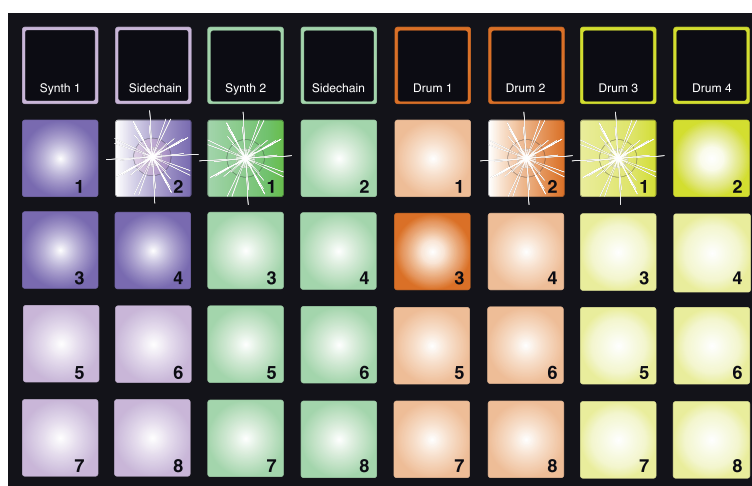 Synth 1 Sidechain Synth 2 Sidechain Drum 1 Drum 2 Drum 3 Drum 4
1 2 1 2 1 2 1 2
3 4 3 4 3 4 3 4
5 6 5 6 5 6 5 6
7 8 7 8 7 8 7 8